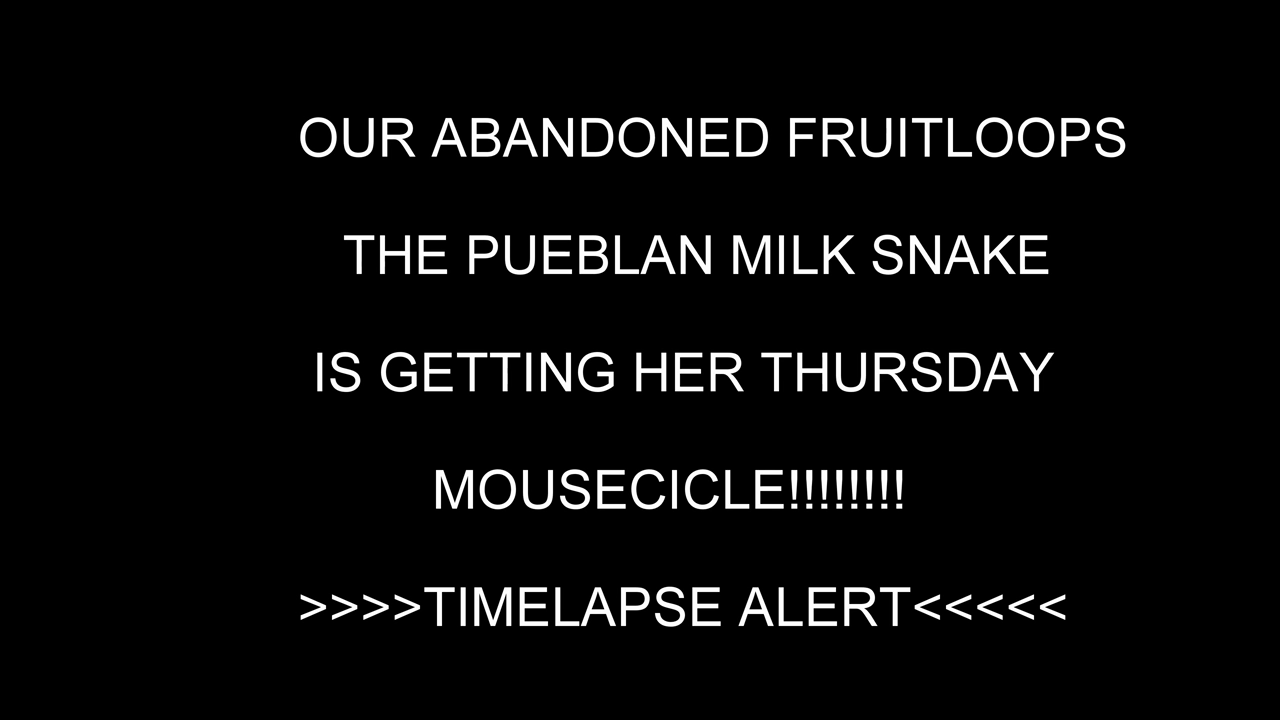 OUR ABANDONED FRUITLOOPS
THE PUEBLAN MILK SNAKE
IS GETTING HER THURSDAY
MOUSECICLE!!!!!!!!
>>>>TIMELAPSE ALERT<<<<<